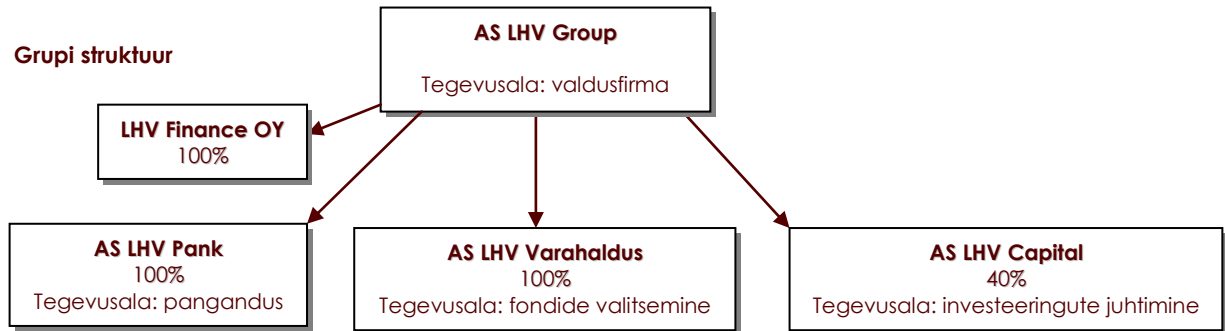 AS LHV Group
Grupi struktuur
Tegevusala: valdusfirma
LHV Finance OY
100%
AS LHV Pank
100%
Tegevusala: pangandus
AS LHV Varahaldus
100%
Tegevusala: fondide valitsemine
AS LHV Capital
40%
Tegevusala: investeeringute juhtimine